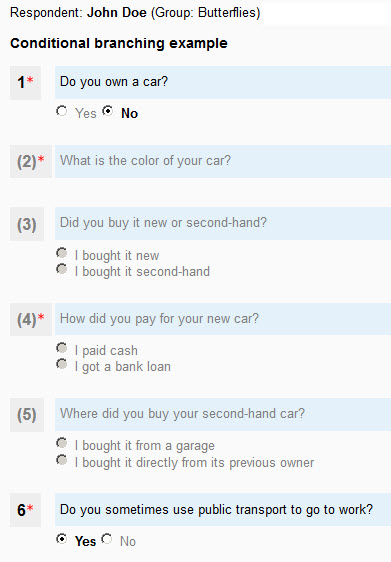 Respondent: John Doe (Group: Butterflies)
Conditional branching example
1* Do you own a car?
Yes No
(2)* What is the color of your car?
(3) Did you buy it new or second-hand?
I bought it new
I bought it second-hand
(4)* How did you pay for your new car?
I paid cash
I got a bank loan
(5) Where did you buy your second-hand car?
I bought it from a garage
I bought it directly from its previous owner
6* Do you sometimes use public transport to go to work?
Yes No